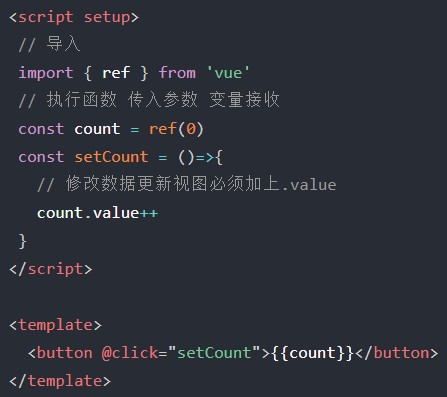 <script setup>
 // 导入
 import { ref } from 'vue'
 // 执行函数 传入参数 变量接收
 const count = ref(0)
 const setCount = ()=>{
   // 修改数据更新视图必须加上.value
   count.value++
 }
</script>

<template>
  <button @click="setCount">{{count}}</button>
</template>